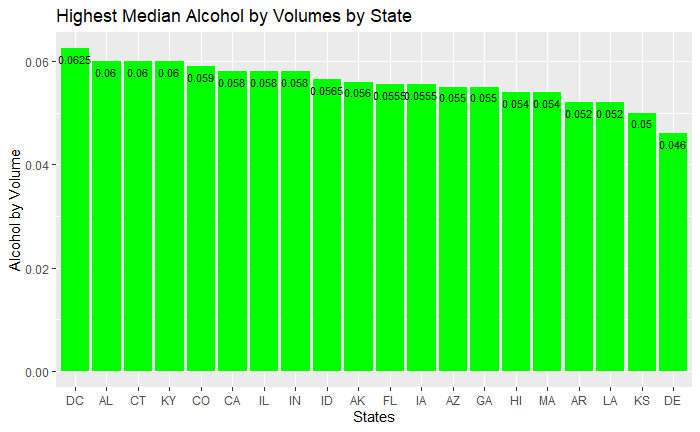 Highest Median Alcohol by Volumes by State
Alcohol by Volume
0.06
0.04
0.02
0.00
0.0625 0.06 0.06 0.06 0.059 0.058 0.058 0.058 0.0565 0.056 0.0555 0.0555 0.055 0.055 0.054 0.054 0.052 0.052 0.05 0.046
DC AL CT KY CO CA IL IN ID AK FL IA AZ GA HI MA AR LA KS DE
States